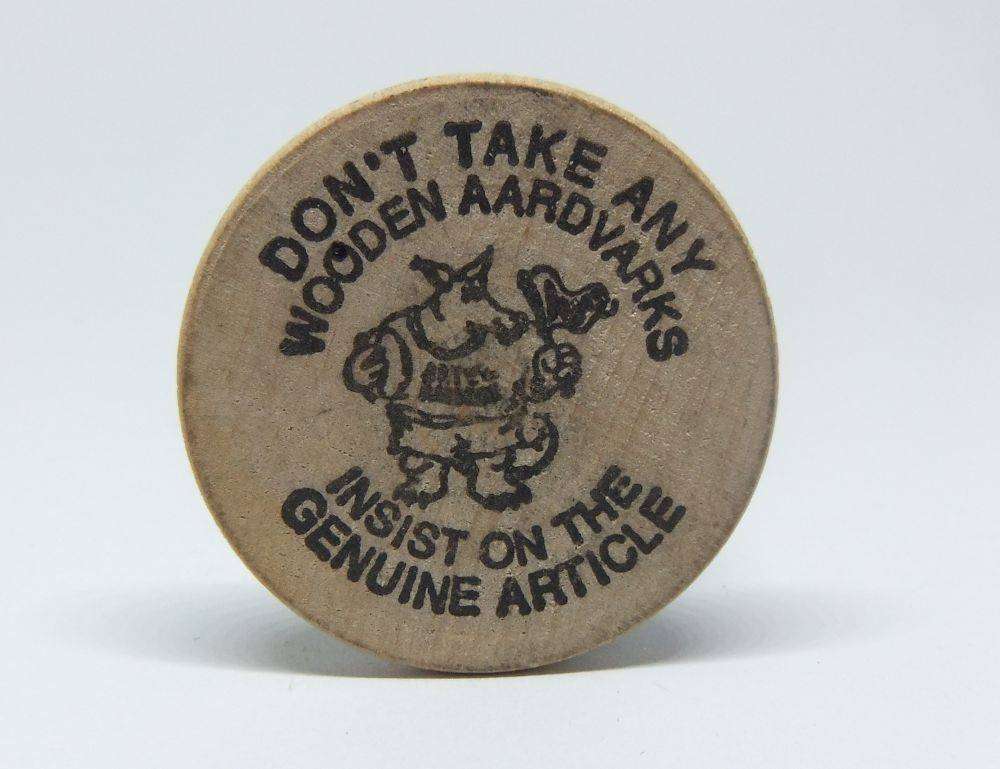 DON'T TAKE ANY
WOODEN AARDVARKS
INSIST ON THE
GENUINE ARTICLE